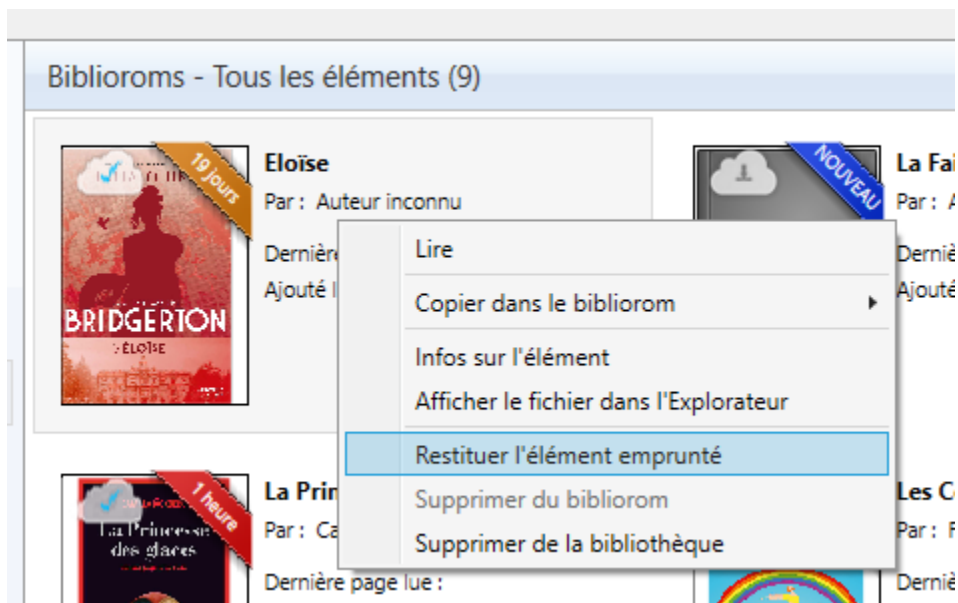 Biblioroms - Tous les éléments (9)
19 jours
BRIDGERTON
ÉLOÏSE
Eloïse
Par : Auteur inconnu
Dernièr
Ajouté l
NOUVEAU
La Fai
Par : A
Derniè
Ajouté
Lire
Copier dans le bibliorom
Infos sur l'élément
Afficher le fichier dans l'Explorateur
Restituer l'élément emprunté
Supprimer du bibliorom
Supprimer de la bibliothèque
1 heure
La Princesse
des glaces
La Prin
Par : Ca
Dernière page lue :
Les C
Par : F
Derniè